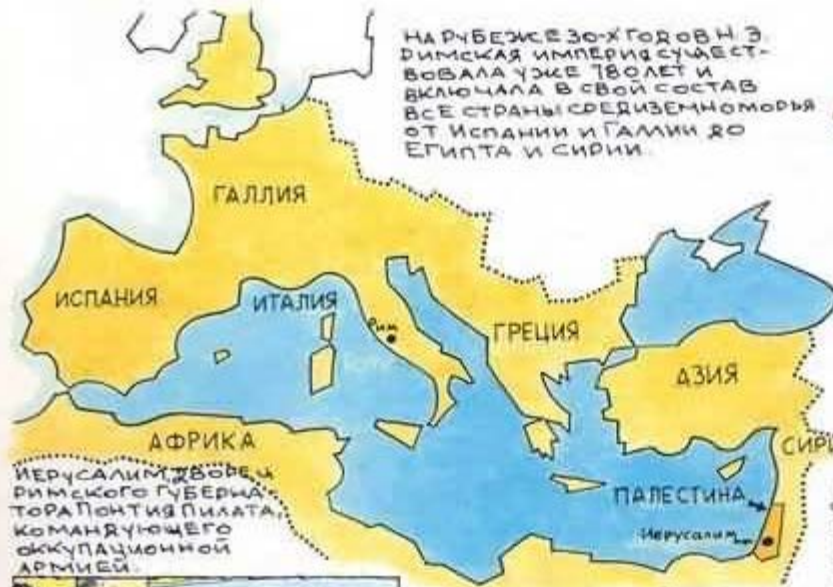 НА РУБЕЖЕ 30-Х ГОДОВ Н.Э.
РИМСКАЯ ИМПЕРИЯ СУЩЕСТ-
ВОВАЛА УЖЕ 780 ЛЕТ И
ВКЛЮЧАЛА В СВОЙ СОСТАВ
ВСЕ СТРАНЫ СРЕДИЗЕМНОМОРЬЯ
ОТ ИСПАНИИ И ГАЛЛИИ ДО
ЕГИПТА И СИРИИ.
ГАЛЛИЯ
ИСПАНИЯ
ИТАЛИЯ
Рим
ГРЕЦИЯ
АЗИЯ
АФРИКА
СИРИ
ПАЛЕСТИНА
Иерусалим
ИЕРУСАЛИМ, ДВОРЕЦ
РИМСКОГО ГУБЕРНА-
ТОРА ПОНТИЯ ПИЛАТА,
КОМАНДУЮЩЕГО
ОККУПАЦИОННОЙ
АРМИЕЙ.